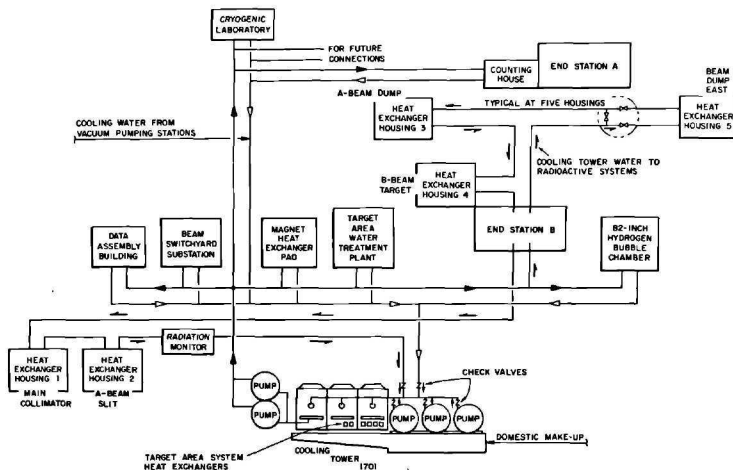 CRYOGENIC
LABORATORY
FOR FUTURE
CONNECTIONS
COUNTING
HOUSE
END STATION A
BEAM
DUMP
EAST
A-BEAM DUMP
HEAT
EXCHANGER
HOUSING 3
TYPICAL AT FIVE HOUSINGS
HEAT
EXCHANGER
HOUSING 5
COOLING WATER FROM
VACUUM PUMPING STATIONS
COOLING TOWER WATER TO
RADIOACTIVE SYSTEMS
B-BEAM
TARGET
HEAT
EXCHANGER
HOUSING 4
END STATION B
DATA
ASSEMBLY
BUILDING
BEAM
SWITCHYARD
SUBSTATION
MAGNET
HEAT
EXCHANGER
PAD
TARGET
AREA
WATER
TREATMENT
PLANT
82-INCH
HYDROGEN
BUBBLE
CHAMBER
HEAT
EXCHANGER
HOUSING 1
MAIN
COLLIMATOR
HEAT
EXCHANGER
HOUSING 2
A-BEAM
SLIT
RADIATION
MONITOR
PUMP
PUMP
CHECK VALVES
PUMP
PUMP
PUMP
TARGET AREA SYSTEM
HEAT EXCHANGERS
COOLING
TOWER
1701
DOMESTIC MAKE-UP